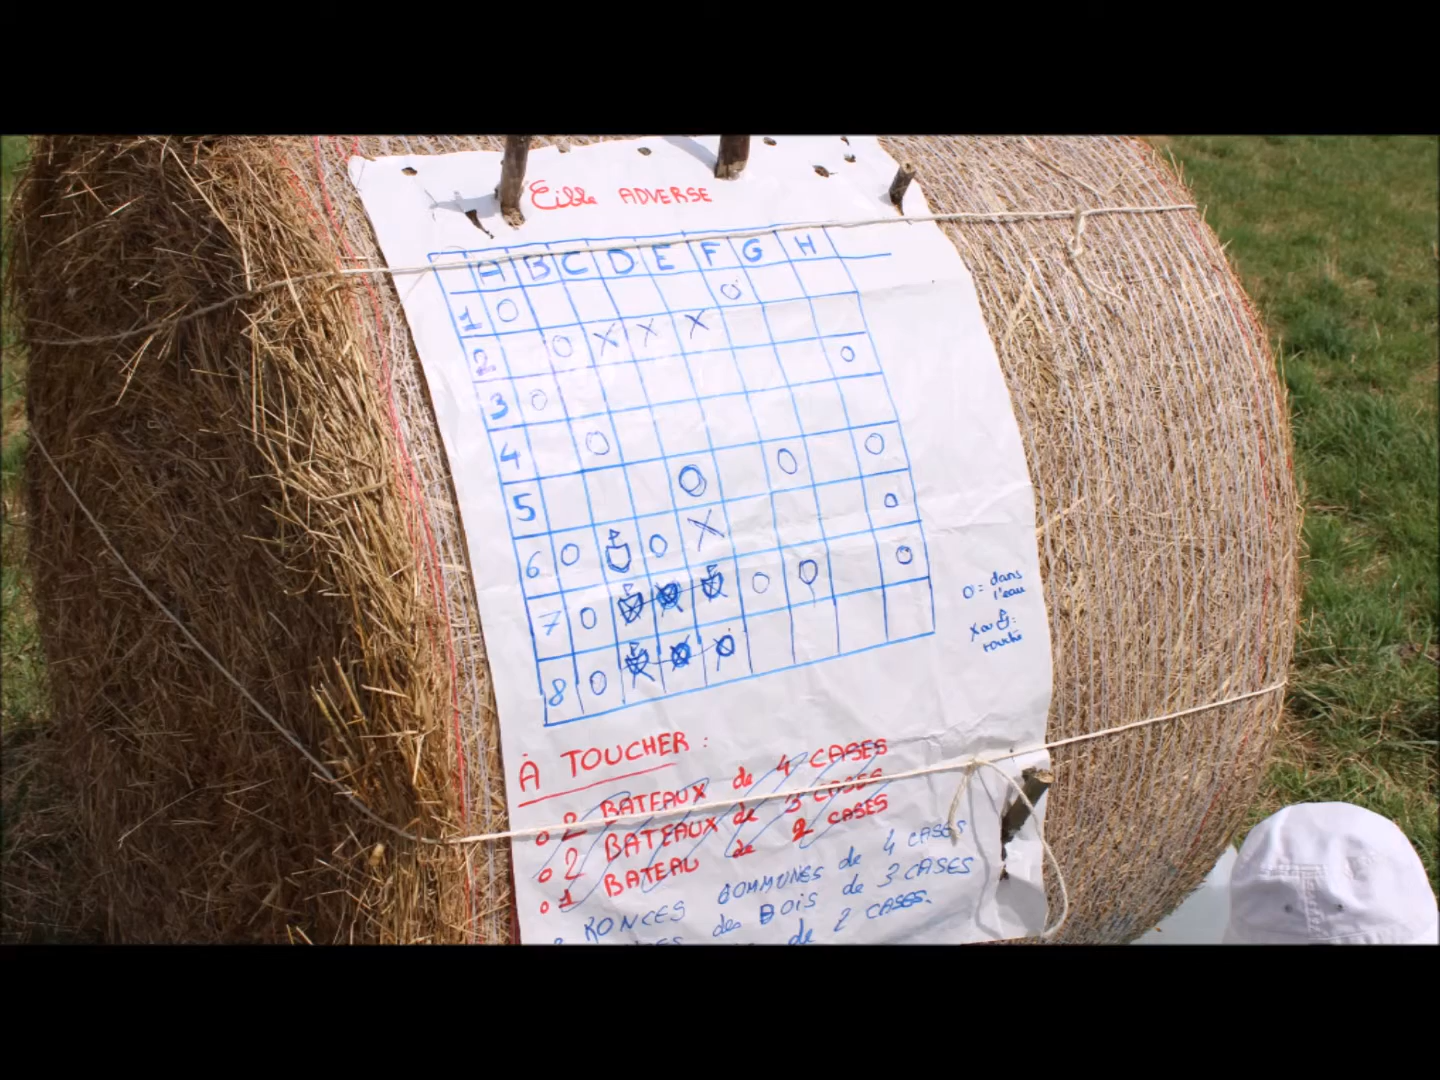 Cible ADVERSE
A B C D E F G H
1 O O
2 O X X X O
3 O
4 O O O
5 O O
6 O O X O
7 O O O
8 O
O = dans
l'eau
X ou :
touché
À TOUCHER :
2 BATEAUX de 4 CASES
2 BATEAUX de 3 CASES
1 BATEAU de 2 CASES
RONCES COMMUNES de 4 CASES
des BOIS de 3 CASES
de 2 CASES.